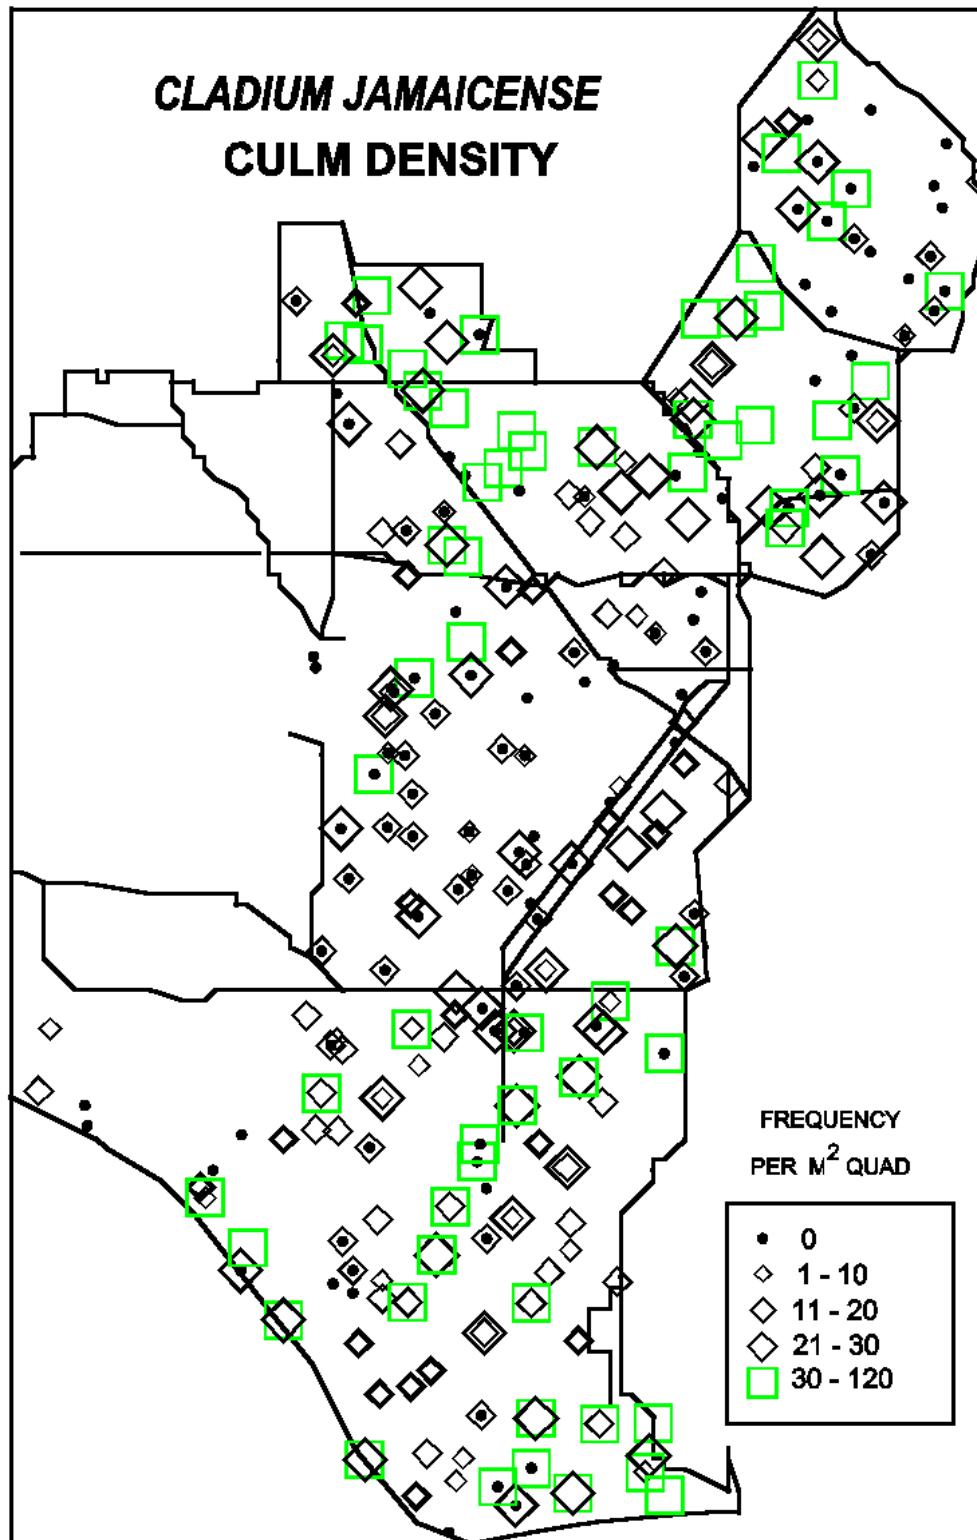 CLADIUM JAMAICENSE
CULM DENSITY
FREQUENCY
PER M² QUAD
0
1 - 10
11 - 20
21 - 30
30 - 120